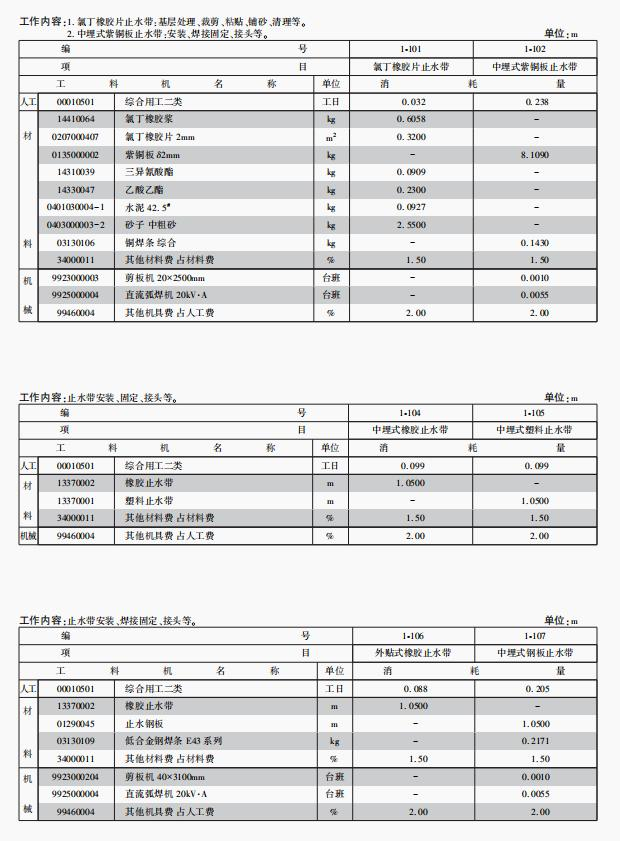 工作内容:1. 氯丁橡胶片止水带:基层处理、裁剪、粘贴、铺砂、清理等。
2. 中埋式紫铜板止水带:安装、焊接固定、接头等。 单位:m
编 号 1-101 1-102
项 目 氯丁橡胶片止水带 中埋式紫铜板止水带
工 料 机 名 称 单位 消 耗 量
人工 00010501 综合用工二类 工日 0.032 0.238
14410064 氯丁橡胶浆 kg 0.6058 –
材 0207000407 氯丁橡胶片 2mm m² 0.3200 –
0135000002 紫铜板 δ2mm kg – 8.1090
14310039 三异氰酸酯 kg 0.0909 –
14330047 乙酸乙酯 kg 0.2300 –
0401030004-1 水泥 42.5# kg 0.0927 –
0403000003-2 砂子 中粗砂 kg 2.5500 –
料 03130106 铜焊条 综合 kg – 0.1430
34000011 其他材料费 占材料费 % 1.50 1.50
机 9923000003 剪板机 20×2500mm 台班 – 0.0010
9925000004 直流弧焊机 20kV·A 台班 – 0.0055
械 99460004 其他机具费 占人工费 % 2.00 2.00
工作内容:止水带安装、固定、接头等。 单位:m
编 号 1-104 1-105
项 目 中埋式橡胶止水带 中埋式塑料止水带
工 料 机 名 称 单位 消 耗 量
人工 00010501 综合用工二类 工日 0.099 0.099
材 13370002 橡胶止水带 m 1.0500 –
13370001 塑料止水带 m – 1.0500
料 34000011 其他材料费 占材料费 % 1.50 1.50
机械 99460004 其他机具费 占人工费 % 2.00 2.00
工作内容:止水带安装、焊接固定、接头等。 单位:m
编 号 1-106 1-107
项 目 外贴式橡胶止水带 中埋式钢板止水带
工 料 机 名 称 单位 消 耗 量
人工 00010501 综合用工二类 工日 0.088 0.205
材 13370002 橡胶止水带 m 1.0500 –
01290045 止水钢板 m – 1.0500
03130109 低合金钢焊条 E43 系列 kg – 0.2171
料 34000011 其他材料费 占材料费 % 1.50 1.50
机 9923000204 剪板机 40×3100mm 台班 – 0.0010
9925000004 直流弧焊机 20kV·A 台班 – 0.0055
械 99460004 其他机具费 占人工费 % 2.00 2.00